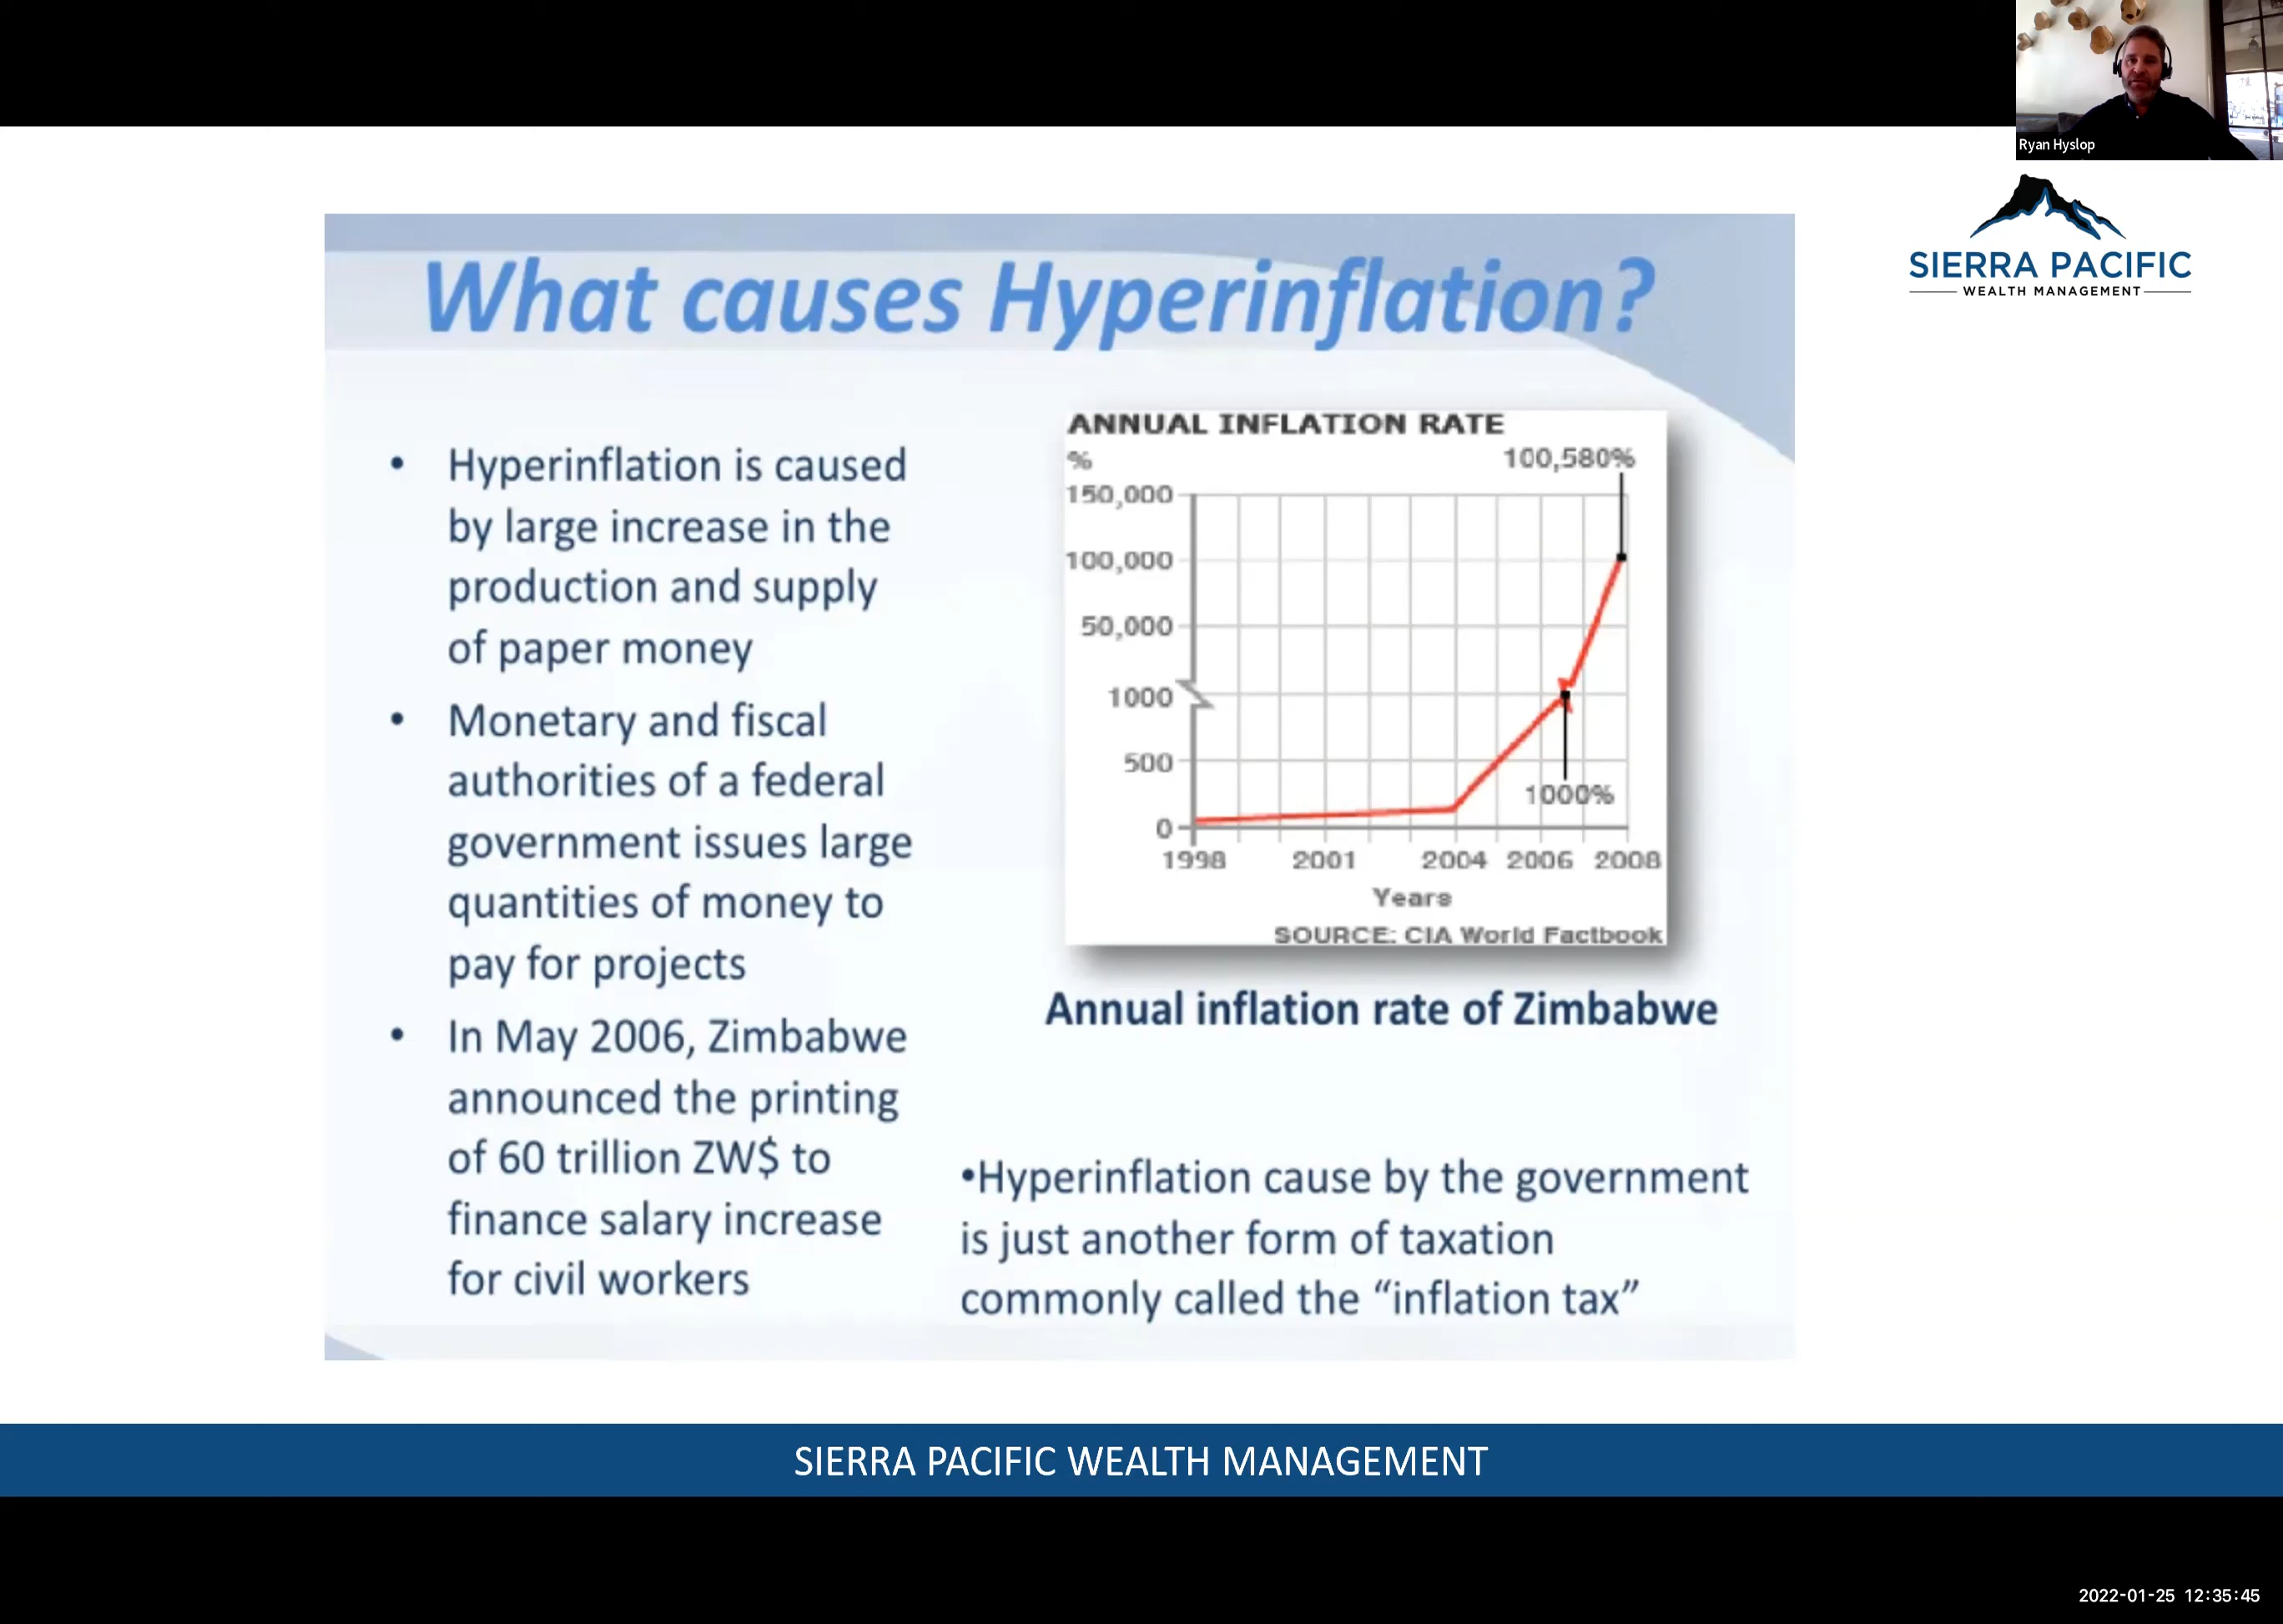 Ryan Hyslop
SIERRA PACIFIC
WEALTH MANAGEMENT
What causes Hyperinflation?
• Hyperinflation is caused
by large increase in the
production and supply
of paper money
• Monetary and fiscal
authorities of a federal
government issues large
quantities of money to
pay for projects
• In May 2006, Zimbabwe
announced the printing
of 60 trillion ZW$ to
finance salary increase
for civil workers
ANNUAL INFLATION RATE
%
100,580%
150,000
100,000
50,000
1000
500
1000%
0
1998 2001 2004 2006 2008
Years
SOURCE: CIA World Factbook
Annual inflation rate of Zimbabwe
•Hyperinflation cause by the government
is just another form of taxation
commonly called the “inflation tax”
SIERRA PACIFIC WEALTH MANAGEMENT
2022-01-25 12:35:45